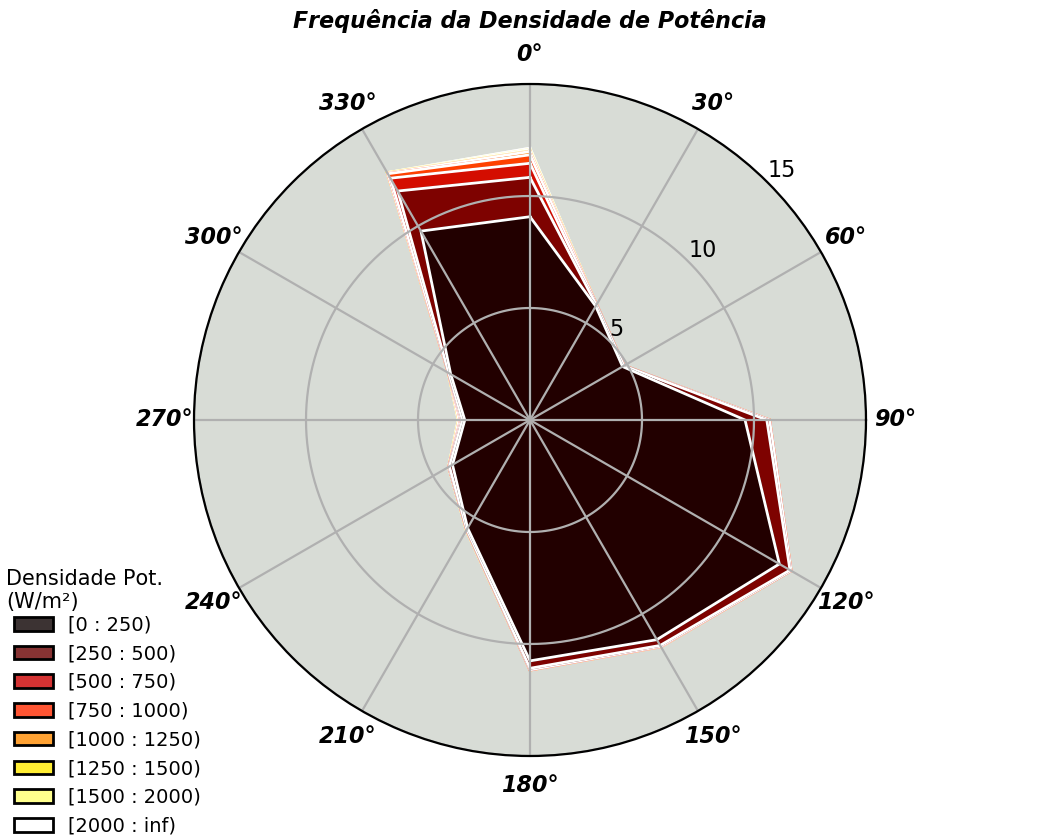 Frequência da Densidade de Potência
0°
30°
60°
90°
120°
150°
180°
210°
240°
270°
300°
330°
5
10
15
Densidade Pot.
(W/m²)
[0 : 250)
[250 : 500)
[500 : 750)
[750 : 1000)
[1000 : 1250)
[1250 : 1500)
[1500 : 2000)
[2000 : inf)